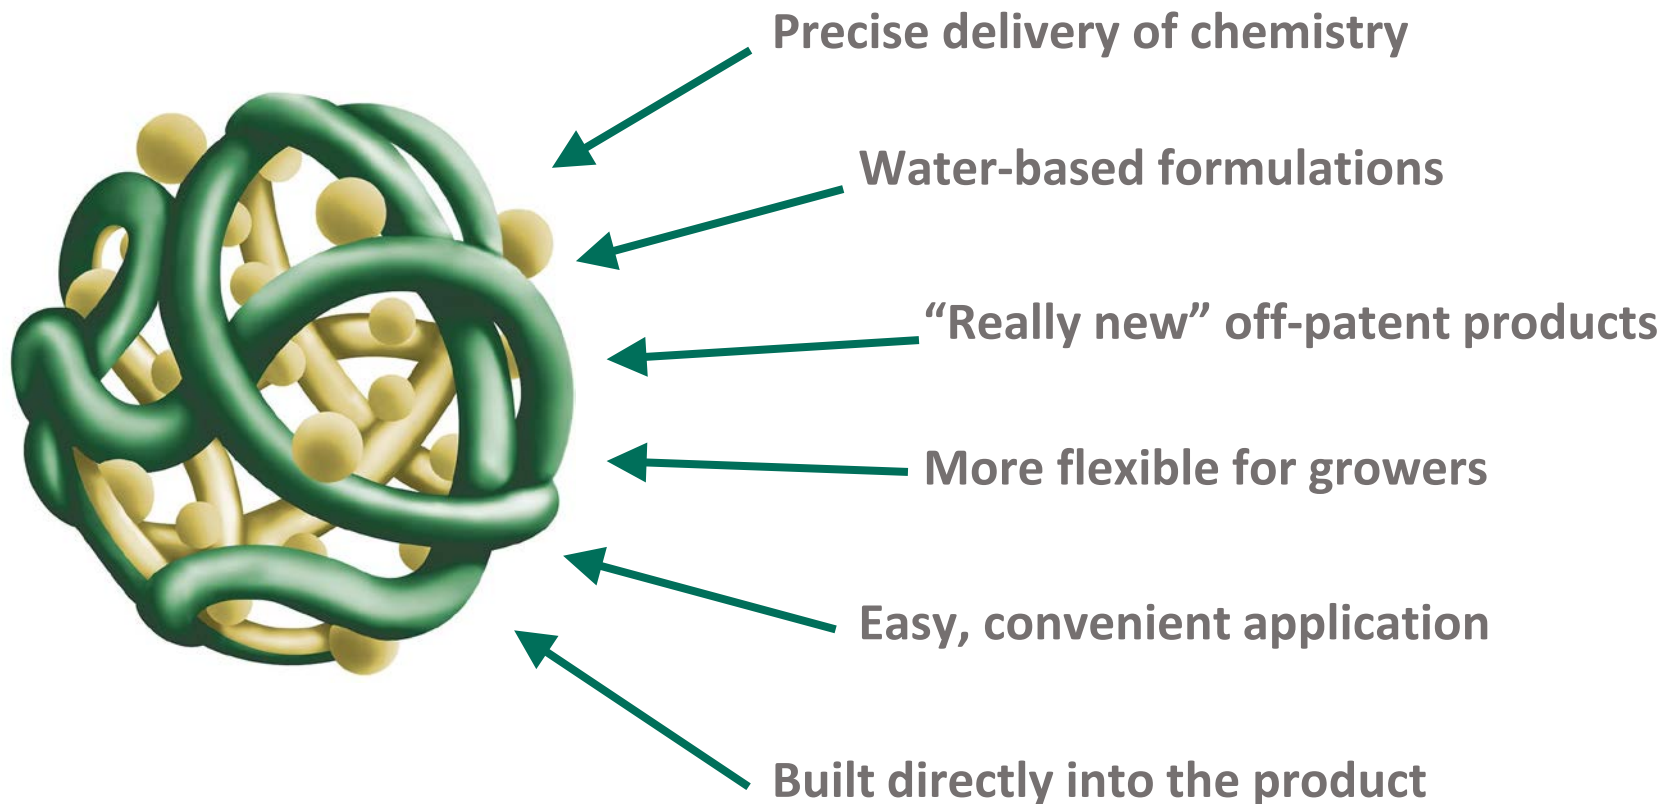 Precise delivery of chemistry
Water-based formulations
“Really new” off-patent products
More flexible for growers
Easy, convenient application
Built directly into the product